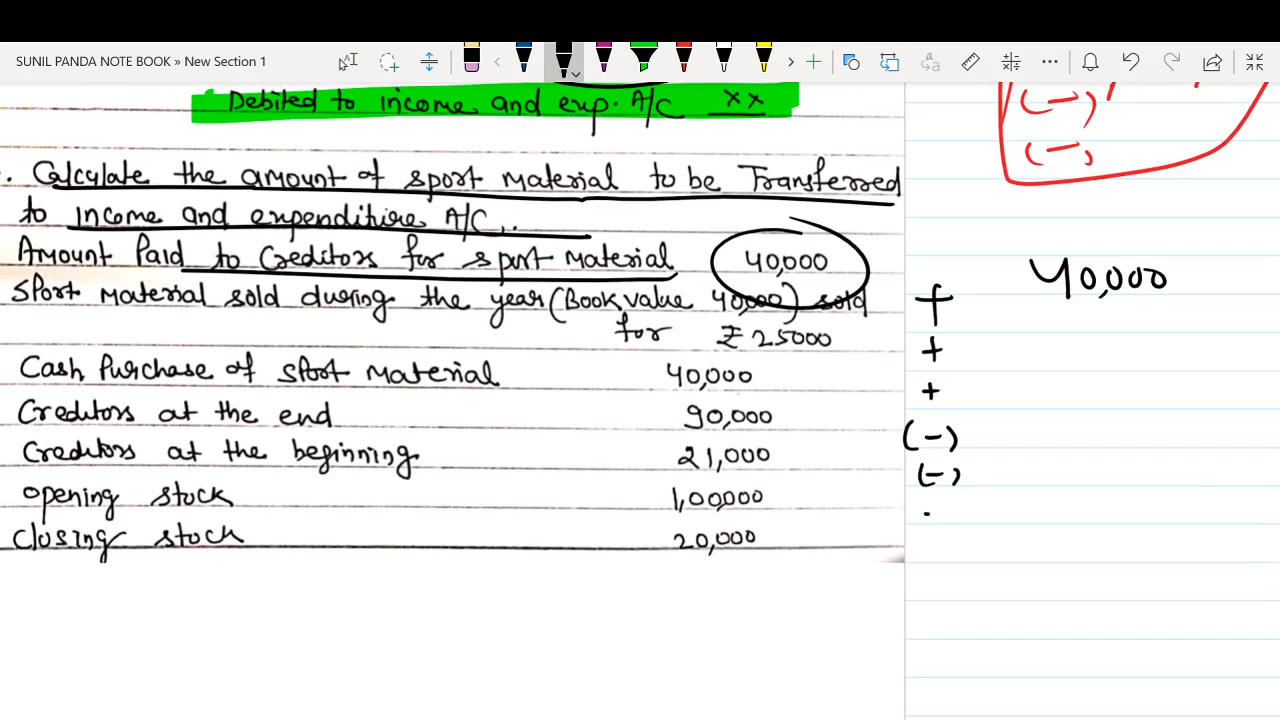 SUNIL PANDA NOTE BOOK » New Section 1
Debited to income and exp. A/C xx
. Calculate the amount of sport material to be Transferred
to income and expenditure A/C,.
Amount Paid to Creditors for sport material 40,000
Sport material sold during the year (Book value 40,000) sold
for ₹ 25000
Cash Purchase of sport material 40,000
Creditors at the end 90,000
Creditors at the beginning 21,000
opening stock 1,00,000
closing stock 20,000
(-)
(-)
40,000
+
+
+
(-)
(-)